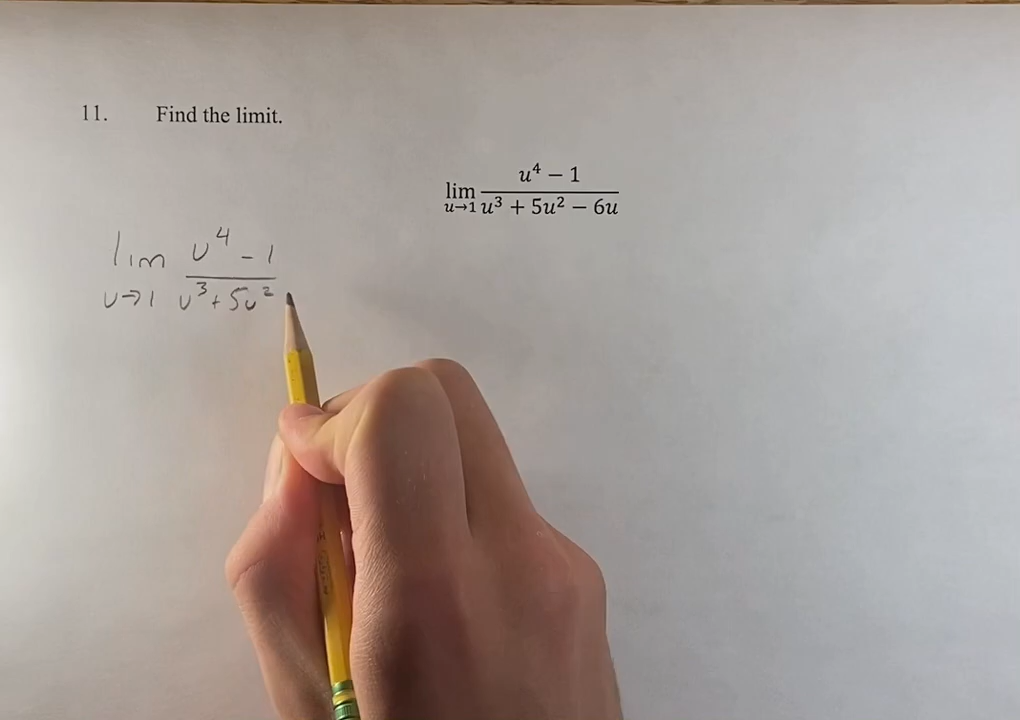 11. Find the limit.
lim u→1 (u⁴ − 1)/(u³ + 5u² − 6u)
lim u→1 (u⁴ - 1)/(u³ + 5u²